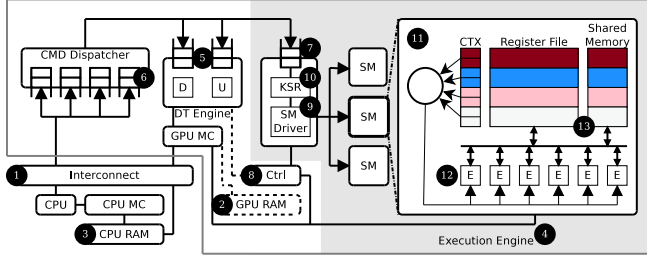 11
CTX
Register File
Shared
Memory
CMD Dispatcher
5
7
6
D
U
10
KSR
SM
9
SM
Driver
SM
DT Engine
GPU MC
13
1
Interconnect
8
Ctrl
SM
12
E
E
E
E
E
E
CPU
CPU MC
2
GPU RAM
3
CPU RAM
Execution Engine
4